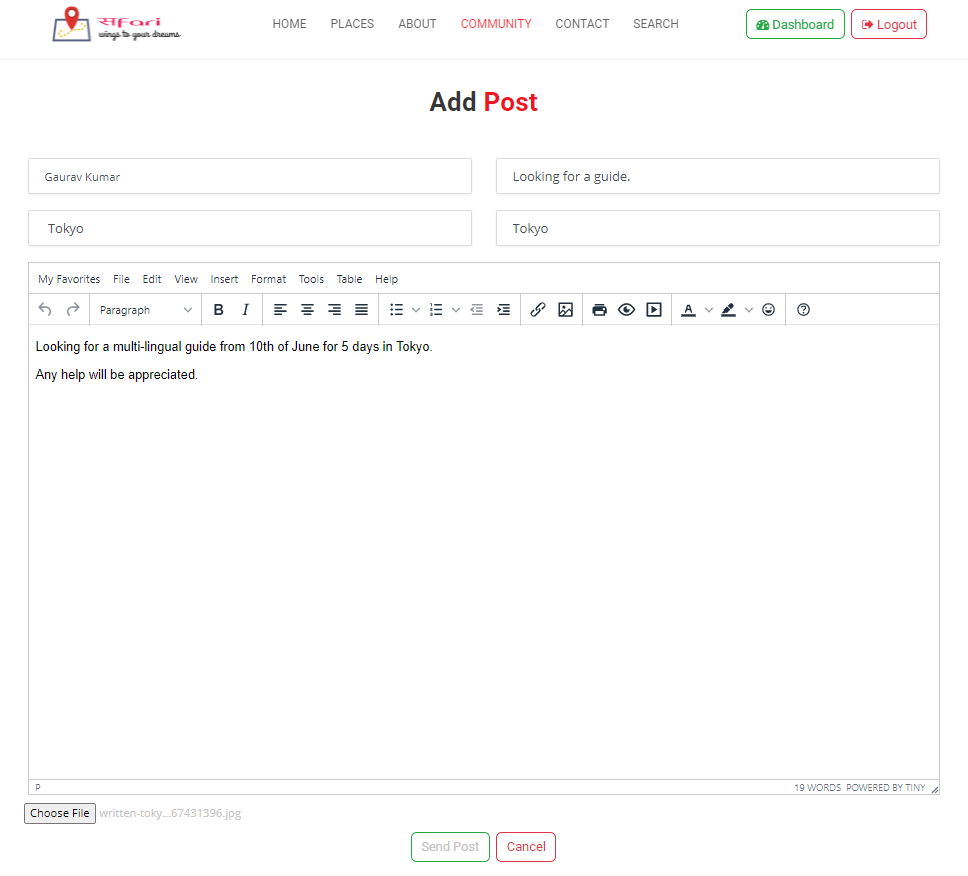 सफari
wings to your dreams
HOME PLACES ABOUT COMMUNITY CONTACT SEARCH Dashboard Logout
Add Post
Gaurav Kumar
Looking for a guide.
Tokyo
Tokyo
My Favorites File Edit View Insert Format Tools Table Help
Paragraph B I A
Looking for a multi-lingual guide from 10th of June for 5 days in Tokyo.
Any help will be appreciated.
P 19 WORDS POWERED BY TINY
Choose File written-toky...67431396.jpg
Send Post Cancel